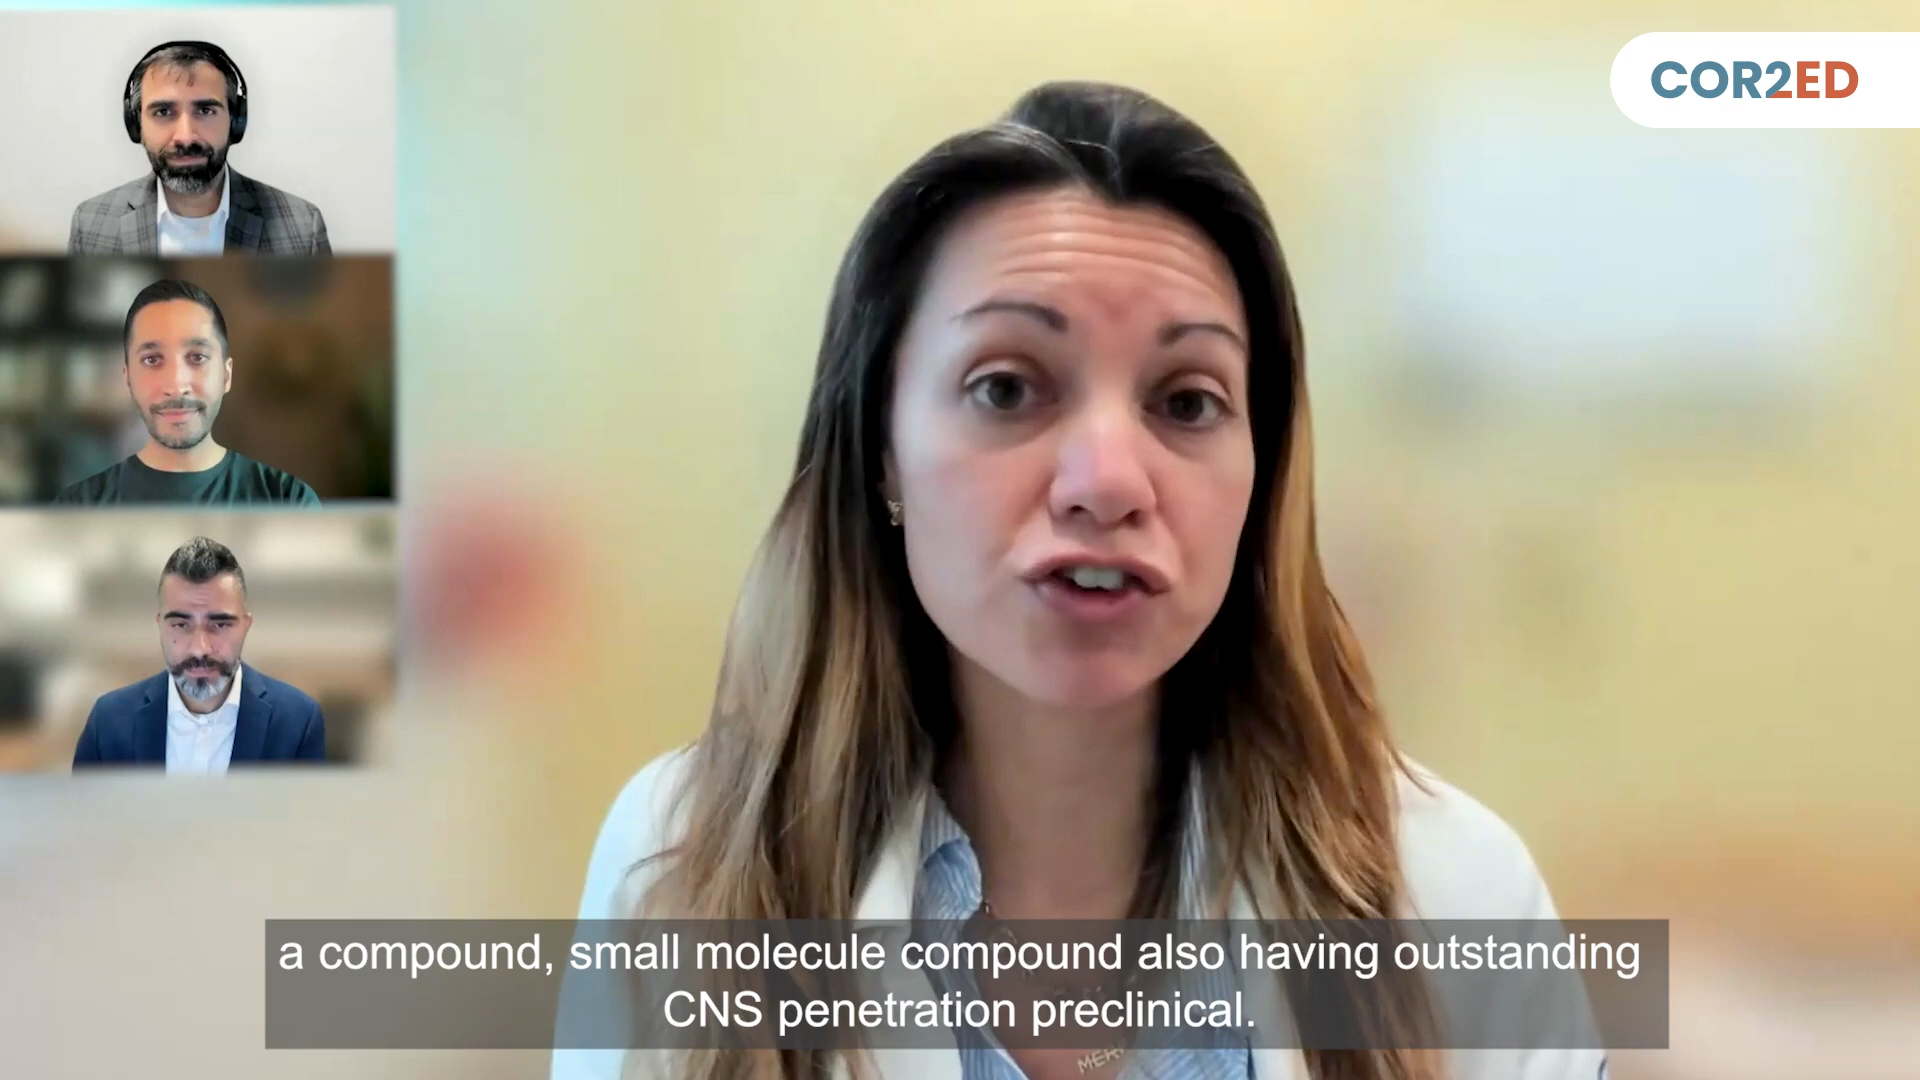 COR2ED
a compound, small molecule compound also having outstanding
CNS penetration preclinical.